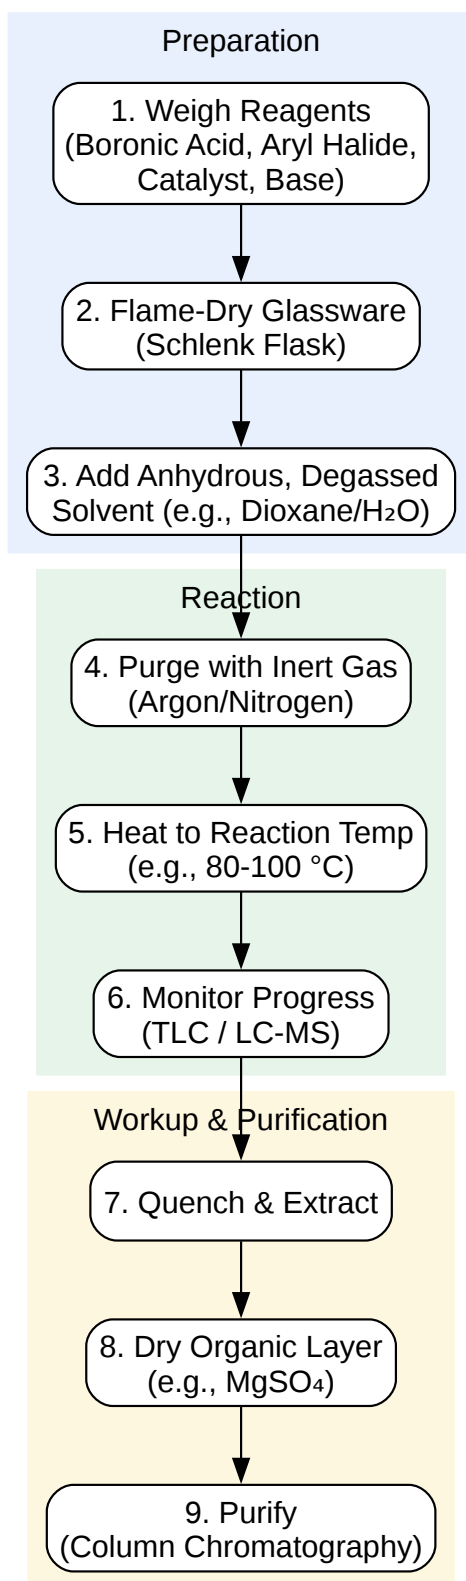 Preparation
1. Weigh Reagents
(Boronic Acid, Aryl Halide,
Catalyst, Base)
2. Flame-Dry Glassware
(Schlenk Flask)
3. Add Anhydrous, Degassed
Solvent (e.g., Dioxane/H₂O)
Reaction
4. Purge with Inert Gas
(Argon/Nitrogen)
5. Heat to Reaction Temp
(e.g., 80-100 °C)
6. Monitor Progress
(TLC / LC-MS)
Workup & Purification
7. Quench & Extract
8. Dry Organic Layer
(e.g., MgSO₄)
9. Purify
(Column Chromatography)